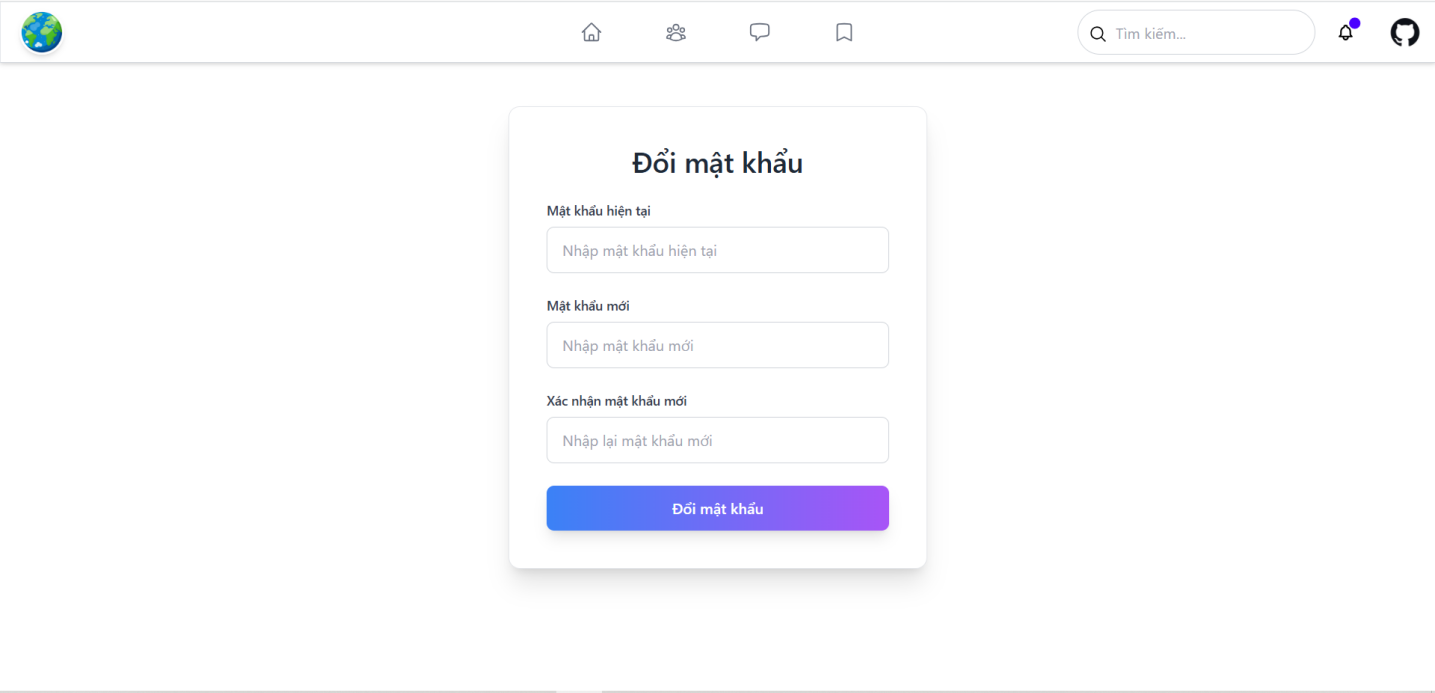 Tìm kiếm...
Đổi mật khẩu
Mật khẩu hiện tại
Nhập mật khẩu hiện tại
Mật khẩu mới
Nhập mật khẩu mới
Xác nhận mật khẩu mới
Nhập lại mật khẩu mới
Đổi mật khẩu